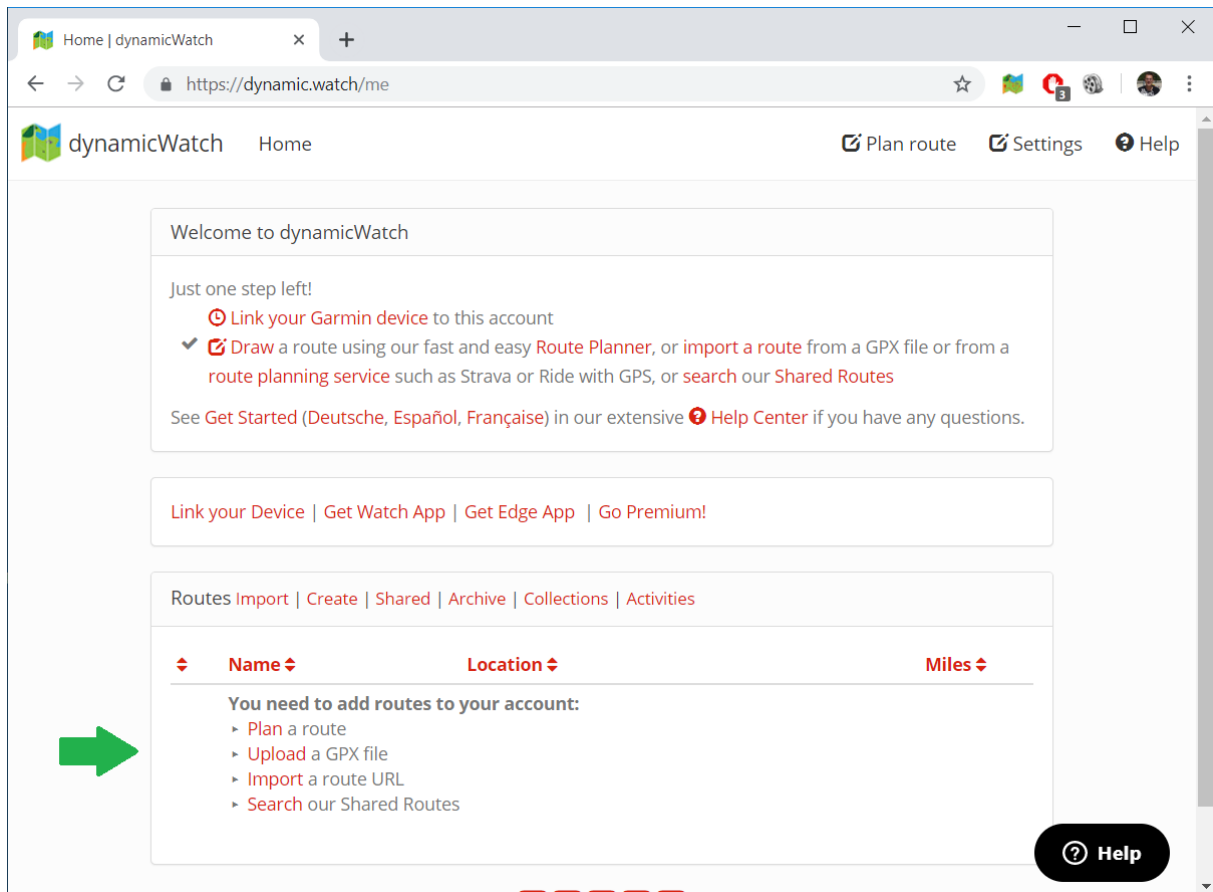 Home | dynamicWatch
https://dynamic.watch/me
3
dynamicWatch Home Plan route Settings Help
Welcome to dynamicWatch
Just one step left!
Link your Garmin device to this account
Draw a route using our fast and easy Route Planner, or import a route from a GPX file or from a
route planning service such as Strava or Ride with GPS, or search our Shared Routes
See Get Started (Deutsche, Español, Française) in our extensive Help Center if you have any questions.
Link your Device | Get Watch App | Get Edge App | Go Premium!
Routes Import | Create | Shared | Archive | Collections | Activities
Name Location Miles
You need to add routes to your account:
Plan a route
Upload a GPX file
Import a route URL
Search our Shared Routes
Help